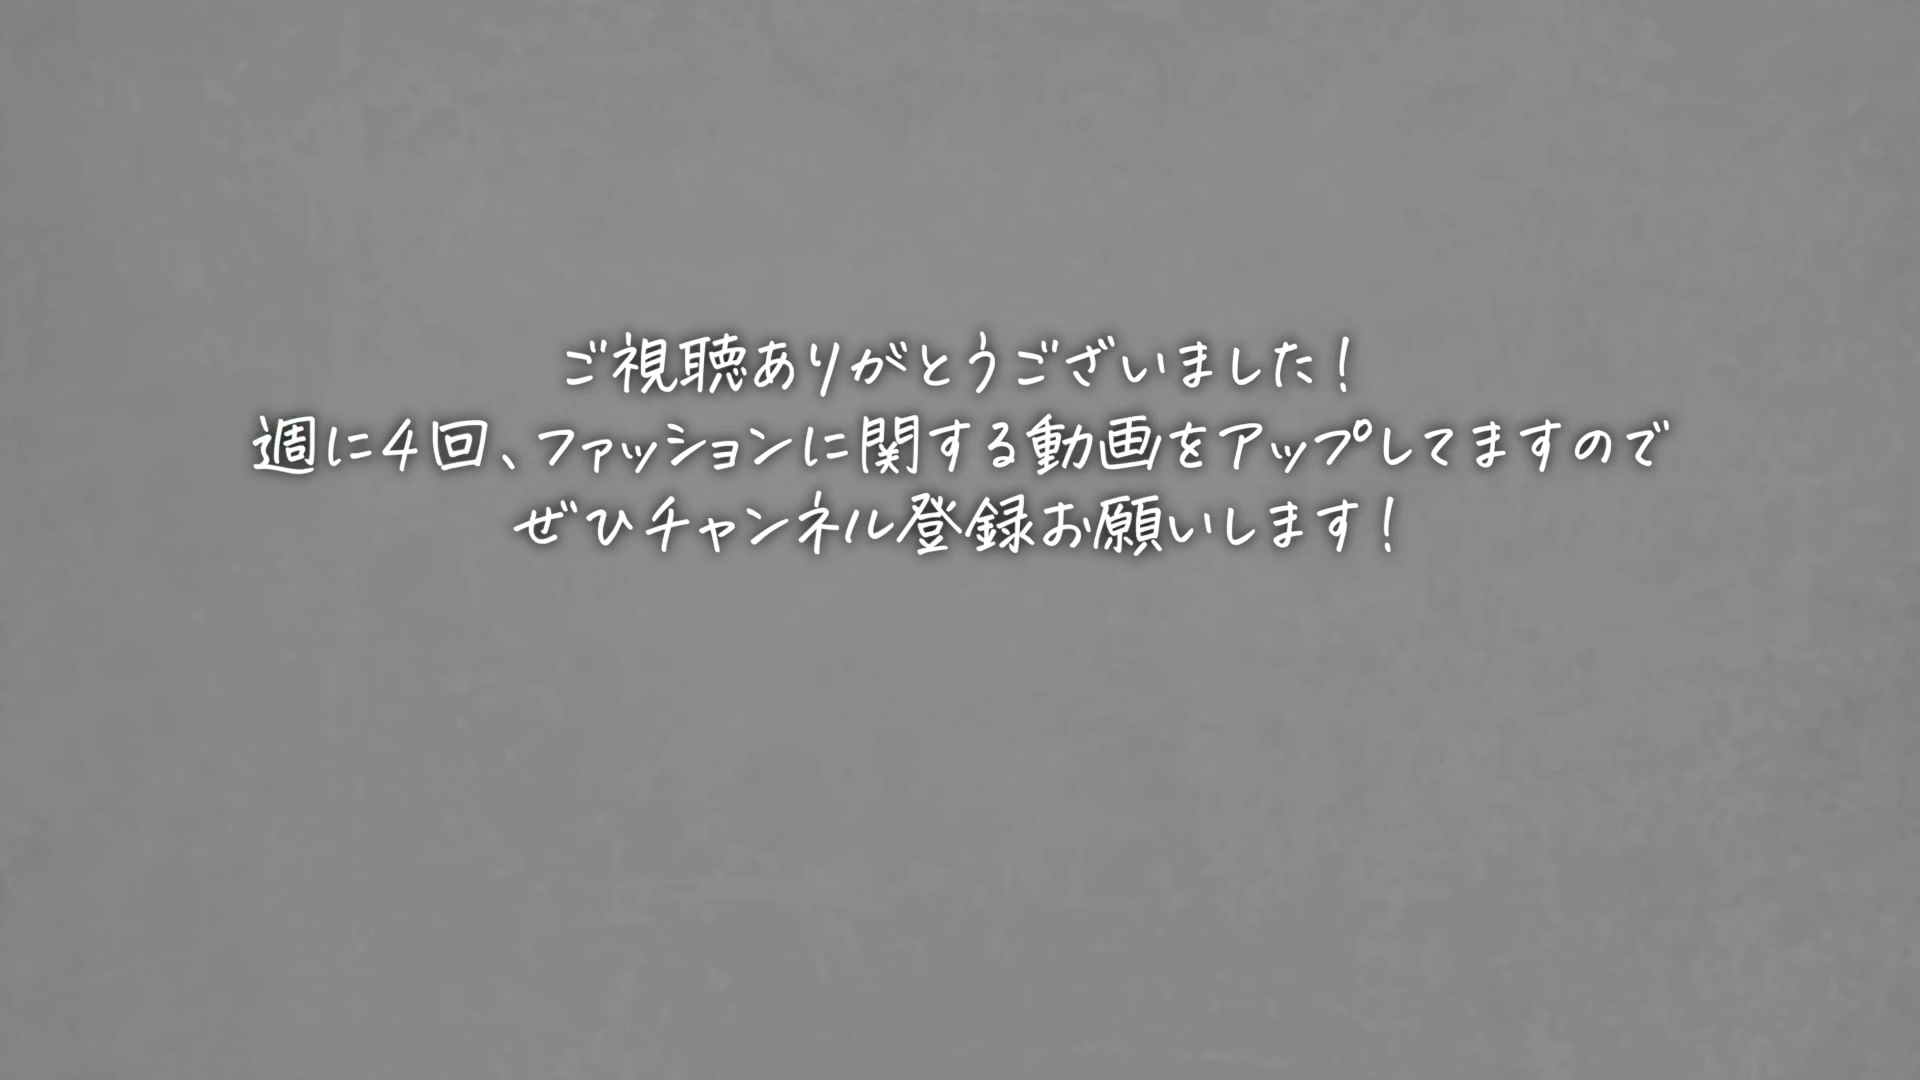 ご視聴ありがとうございました！
週に4回、ファッションに関する動画をアップしてますので
ぜひチャンネル登録お願いします！